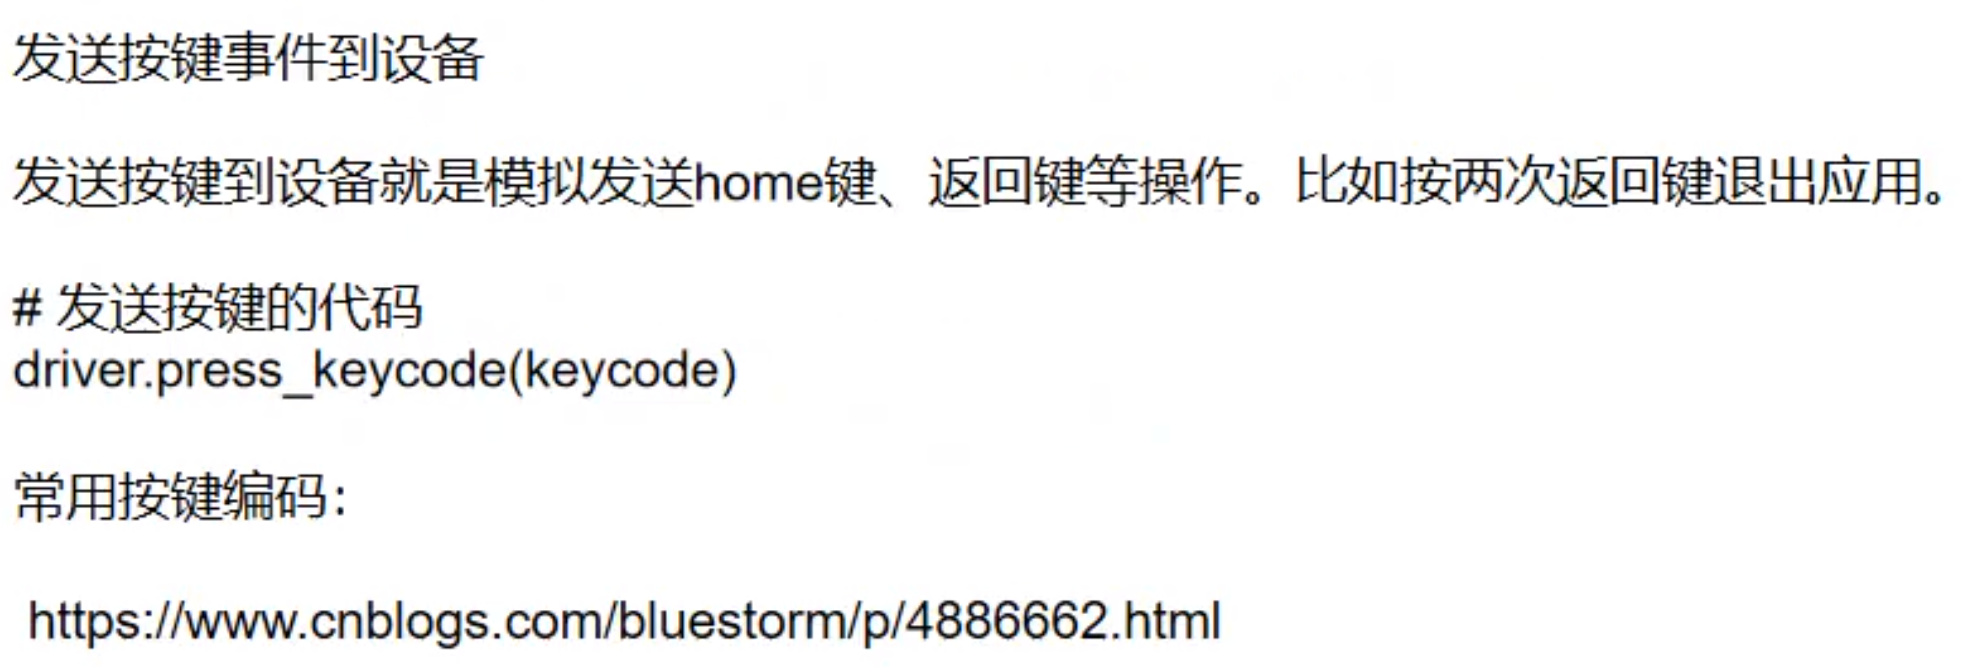 发送按键事件到设备
发送按键到设备就是模拟发送home键、返回键等操作。比如按两次返回键退出应用。
# 发送按键的代码
driver.press_keycode(keycode)
常用按键编码：
https://www.cnblogs.com/bluestorm/p/4886662.html